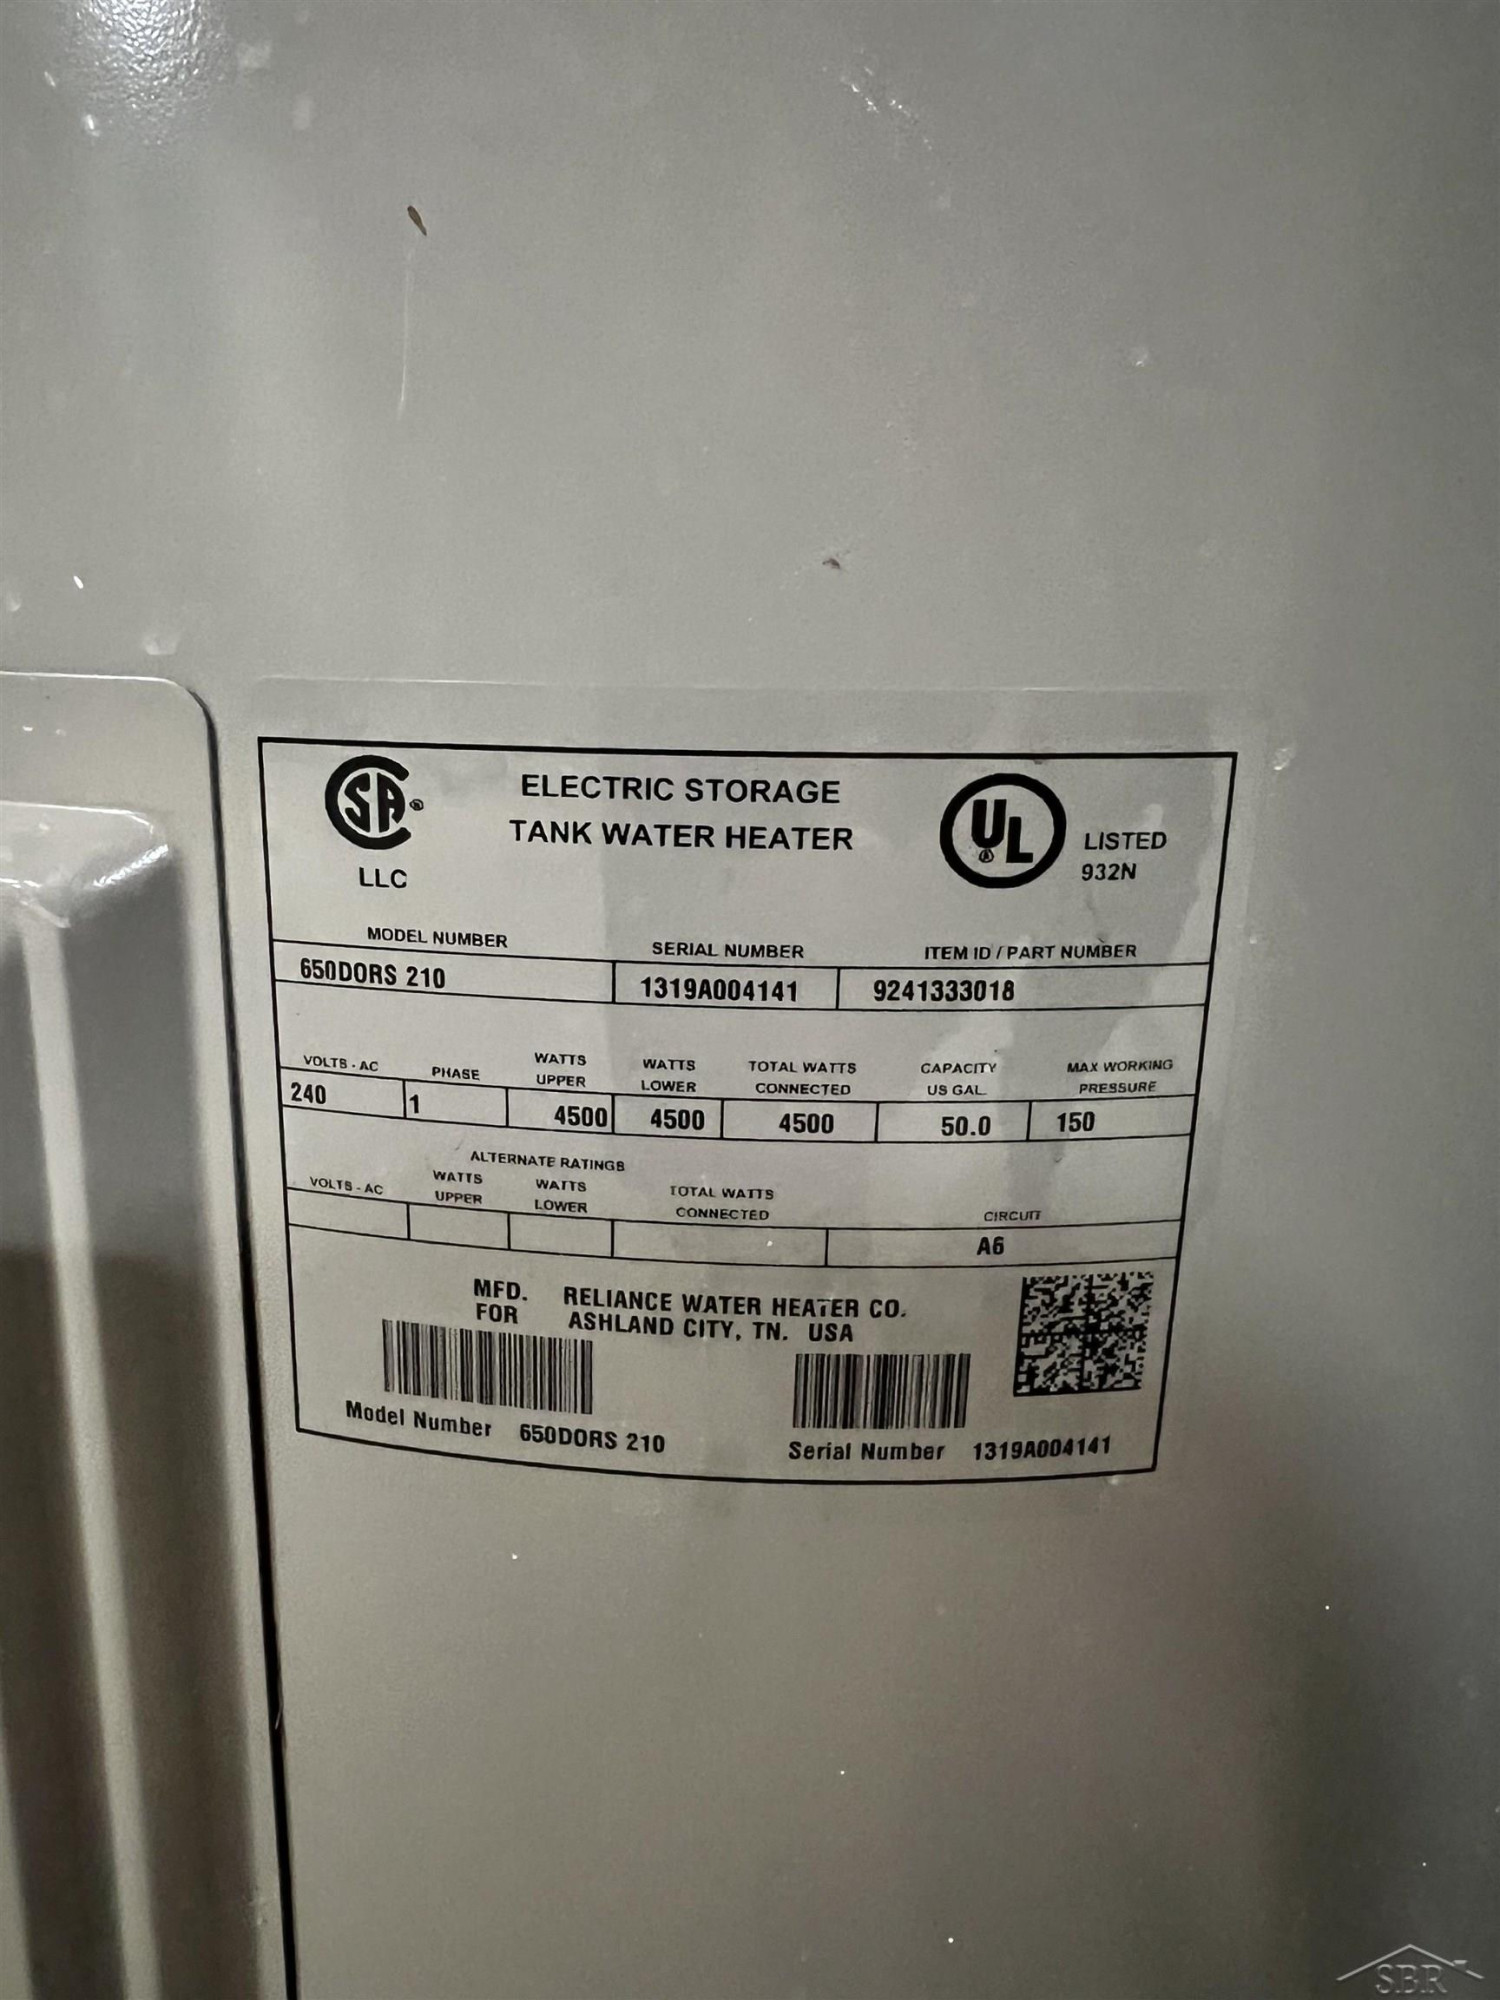 SA®
LLC
ELECTRIC STORAGE
TANK WATER HEATER
UL
LISTED
932N
MODEL NUMBER SERIAL NUMBER ITEM ID / PART NUMBER
650DORS 210 1319A004141 9241333018
VOLTS - AC PHASE WATTS UPPER WATTS LOWER TOTAL WATTS CONNECTED CAPACITY US GAL. MAX WORKING PRESSURE
240 1 4500 4500 4500 50.0 150
ALTERNATE RATINGS
VOLTS - AC WATTS UPPER WATTS LOWER TOTAL WATTS CONNECTED CIRCUIT
A6
MFD. RELIANCE WATER HEATER CO.
FOR ASHLAND CITY, TN. USA
Model Number 650DORS 210
Serial Number 1319A004141
SBR